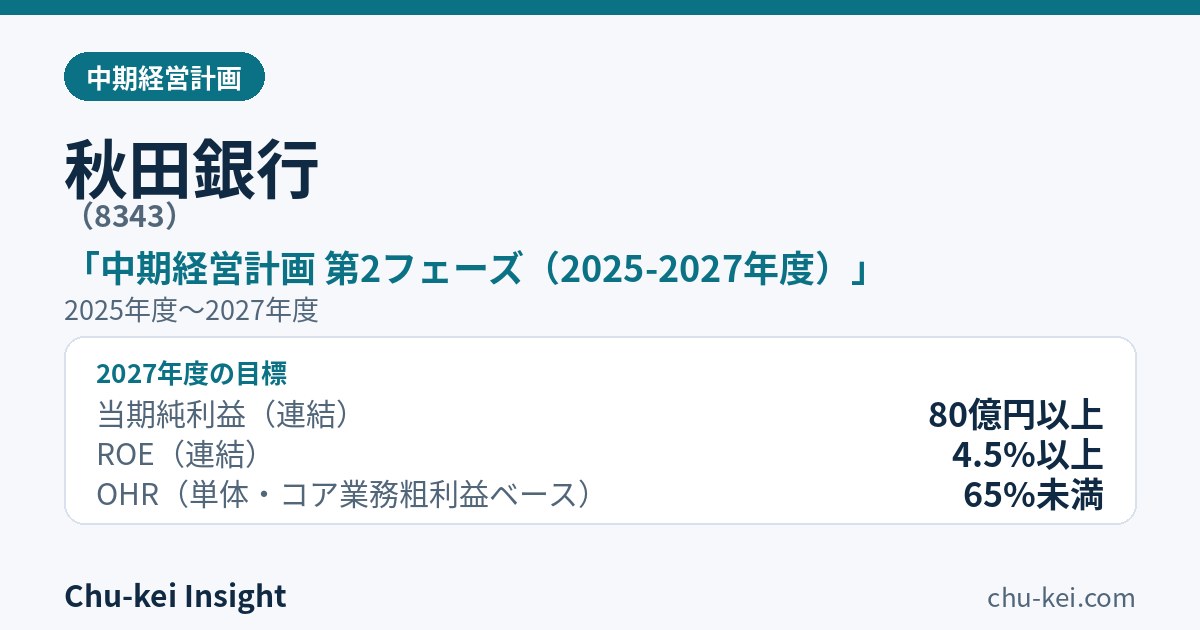 中期経営計画
秋田銀行
（8343）
「中期経営計画 第2フェーズ（2025-2027年度）」
2025年度～2027年度
2027年度の目標
当期純利益（連結） 80億円以上
ROE（連結） 4.5%以上
OHR（単体・コア業務粗利益ベース） 65%未満
Chu-kei Insight chu-kei.com